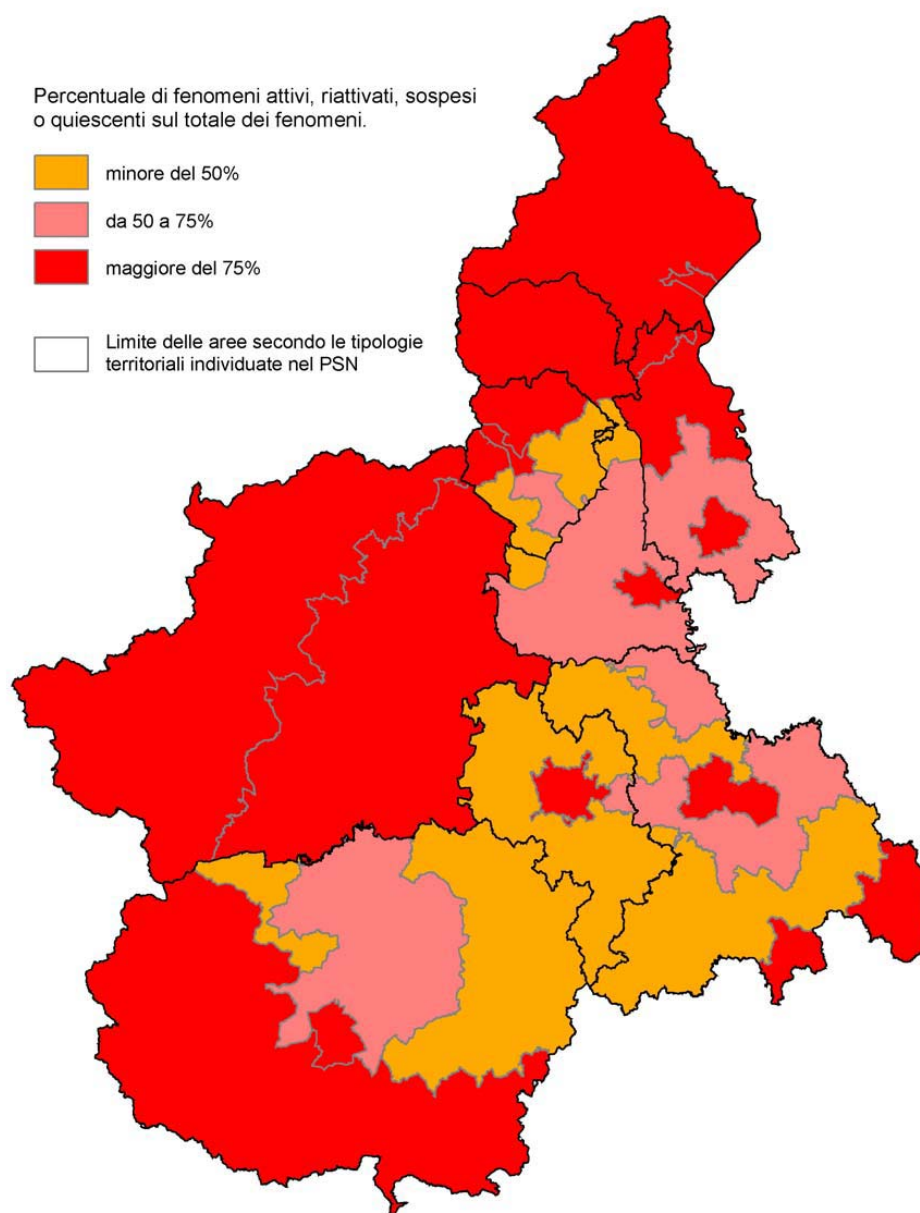 Percentuale di fenomeni attivi, riattivati, sospesi
o quiescenti sul totale dei fenomeni.
minore del 50%
da 50 a 75%
maggiore del 75%
Limite delle aree secondo le tipologie
territoriali individuate nel PSN